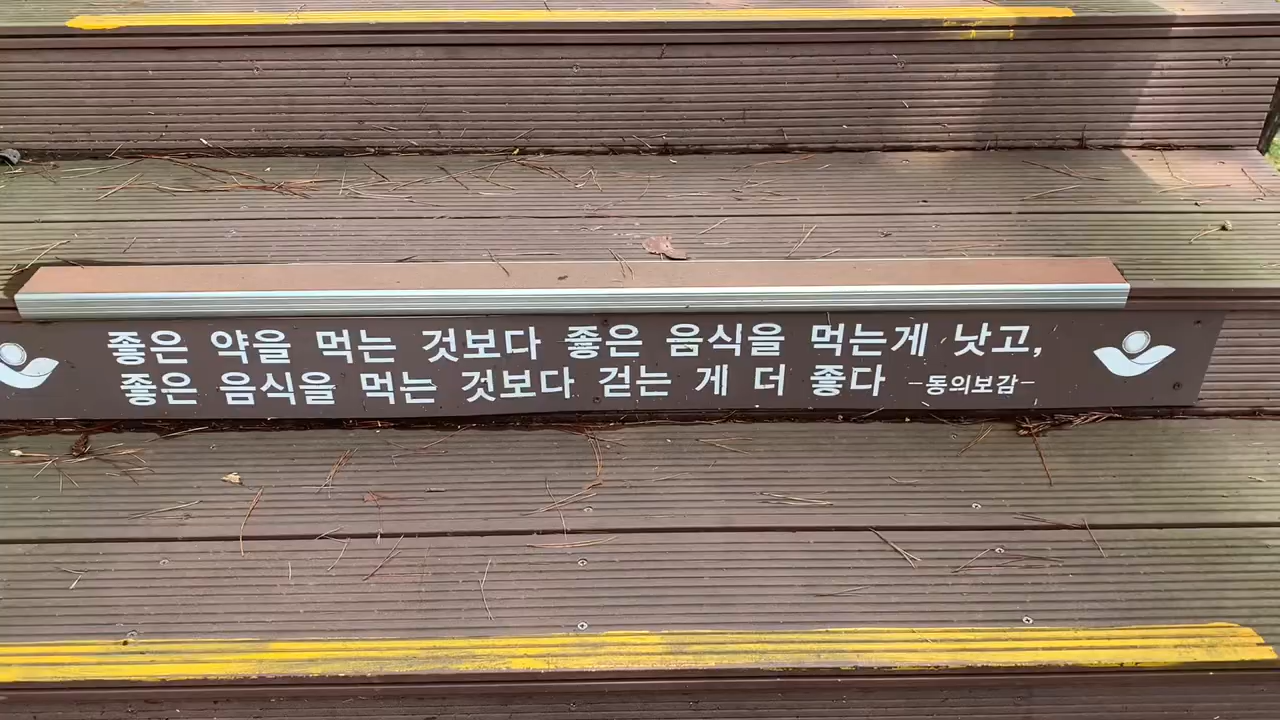 좋은 약을 먹는 것보다 좋은 음식을 먹는게 낫고,
좋은 음식을 먹는 것보다 걷는 게 더 좋다 -동의보감-